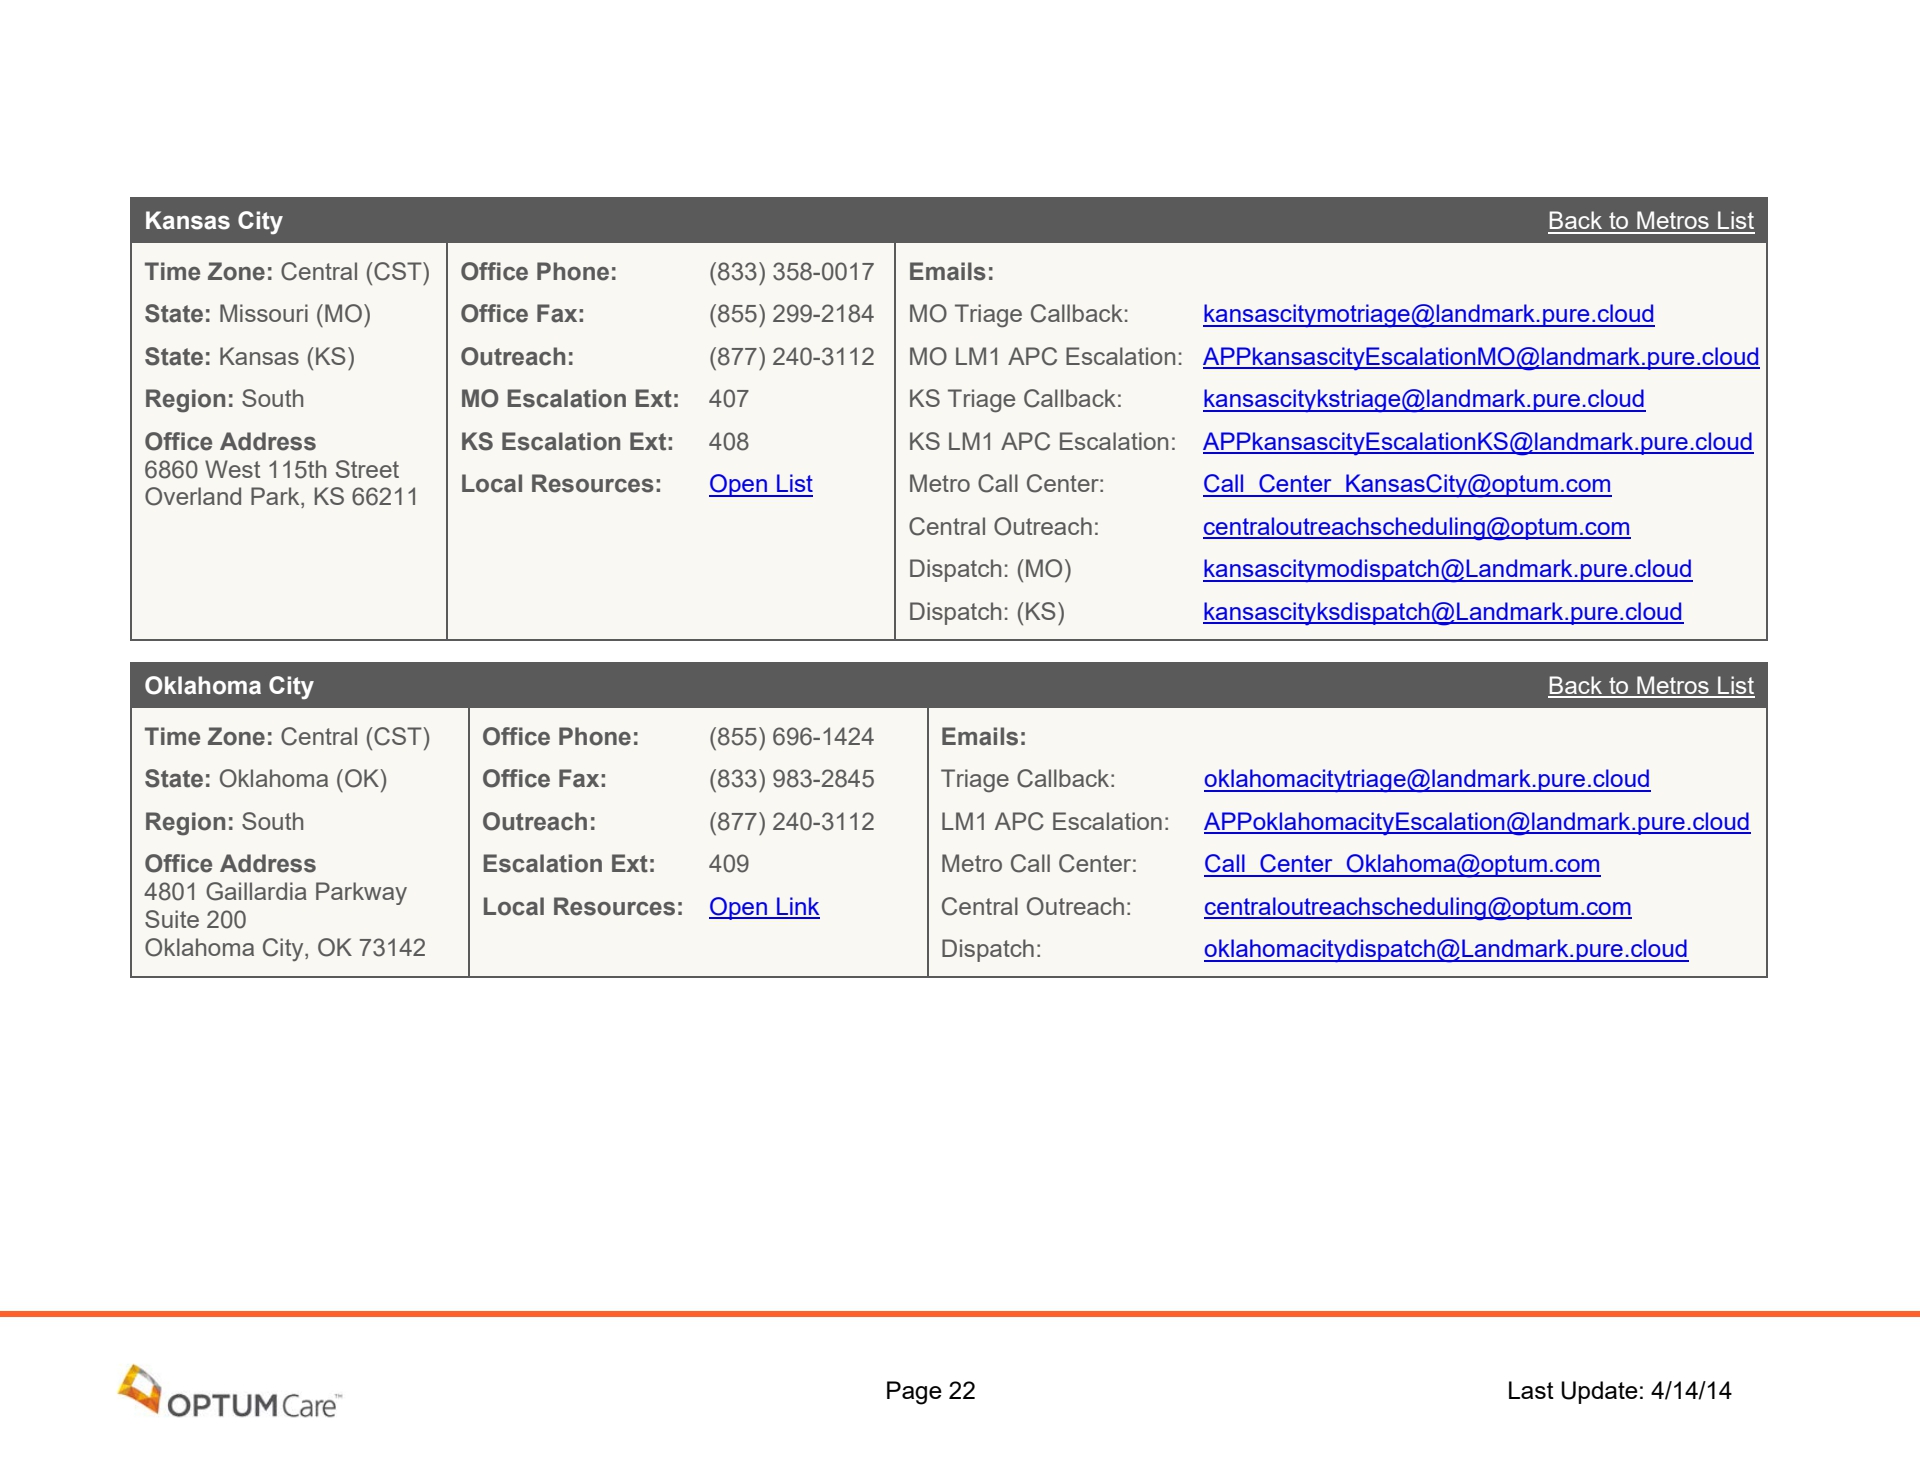 Kansas City Back to Metros List
Time Zone: Central (CST)
State: Missouri (MO)
State: Kansas (KS)
Region: South
Office Address
6860 West 115th Street
Overland Park, KS 66211
Office Phone: (833) 358-0017
Office Fax: (855) 299-2184
Outreach: (877) 240-3112
MO Escalation Ext: 407
KS Escalation Ext: 408
Local Resources: Open List
Emails:
MO Triage Callback: kansascitymotriage@landmark.pure.cloud
MO LM1 APC Escalation: APPkansascityEscalationMO@landmark.pure.cloud
KS Triage Callback: kansascitykstriage@landmark.pure.cloud
KS LM1 APC Escalation: APPkansascityEscalationKS@landmark.pure.cloud
Metro Call Center: Call_Center_KansasCity@optum.com
Central Outreach: centraloutreachscheduling@optum.com
Dispatch: (MO) kansascitymodispatch@Landmark.pure.cloud
Dispatch: (KS) kansascityksdispatch@Landmark.pure.cloud
Oklahoma City Back to Metros List
Time Zone: Central (CST)
State: Oklahoma (OK)
Region: South
Office Address
4801 Gaillardia Parkway
Suite 200
Oklahoma City, OK 73142
Office Phone: (855) 696-1424
Office Fax: (833) 983-2845
Outreach: (877) 240-3112
Escalation Ext: 409
Local Resources: Open Link
Emails:
Triage Callback: oklahomacitytriage@landmark.pure.cloud
LM1 APC Escalation: APPoklahomacityEscalation@landmark.pure.cloud
Metro Call Center: Call_Center_Oklahoma@optum.com
Central Outreach: centraloutreachscheduling@optum.com
Dispatch: oklahomacitydispatch@Landmark.pure.cloud
OPTUMCare™
Page 22
Last Update: 4/14/14